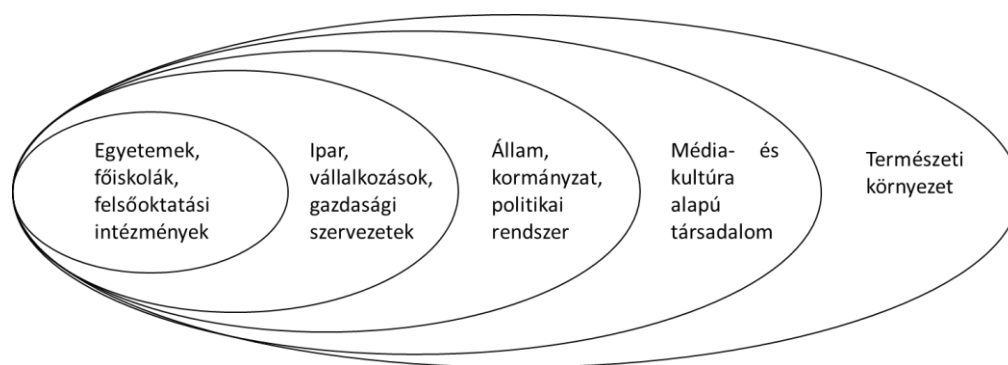 Egyetemek,
főiskolák,
felsőoktatási
intézmények
Ipar,
vállalkozások,
gazdasági
szervezetek
Állam,
kormányzat,
politikai
rendszer
Média- és
kultúra
alapú
társadalom
Természeti
környezet